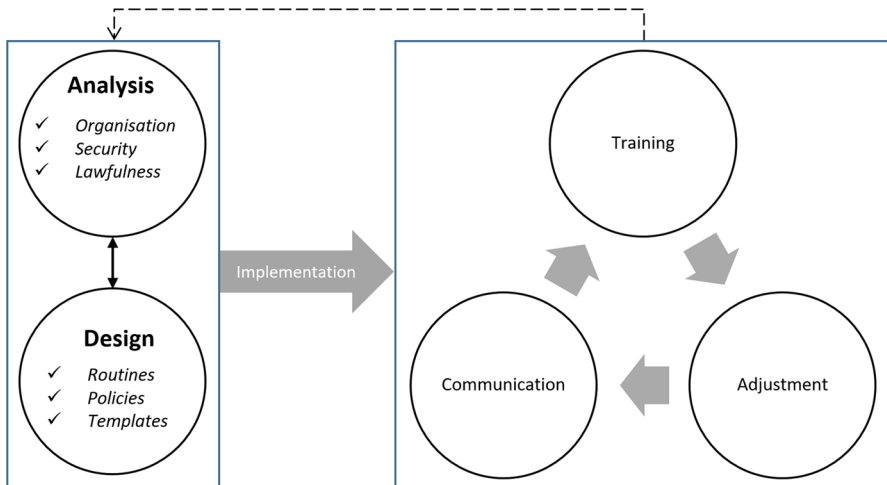 Analysis
✓ Organisation
✓ Security
✓ Lawfulness
Design
✓ Routines
✓ Policies
✓ Templates
Implementation
Training
Communication
Adjustment